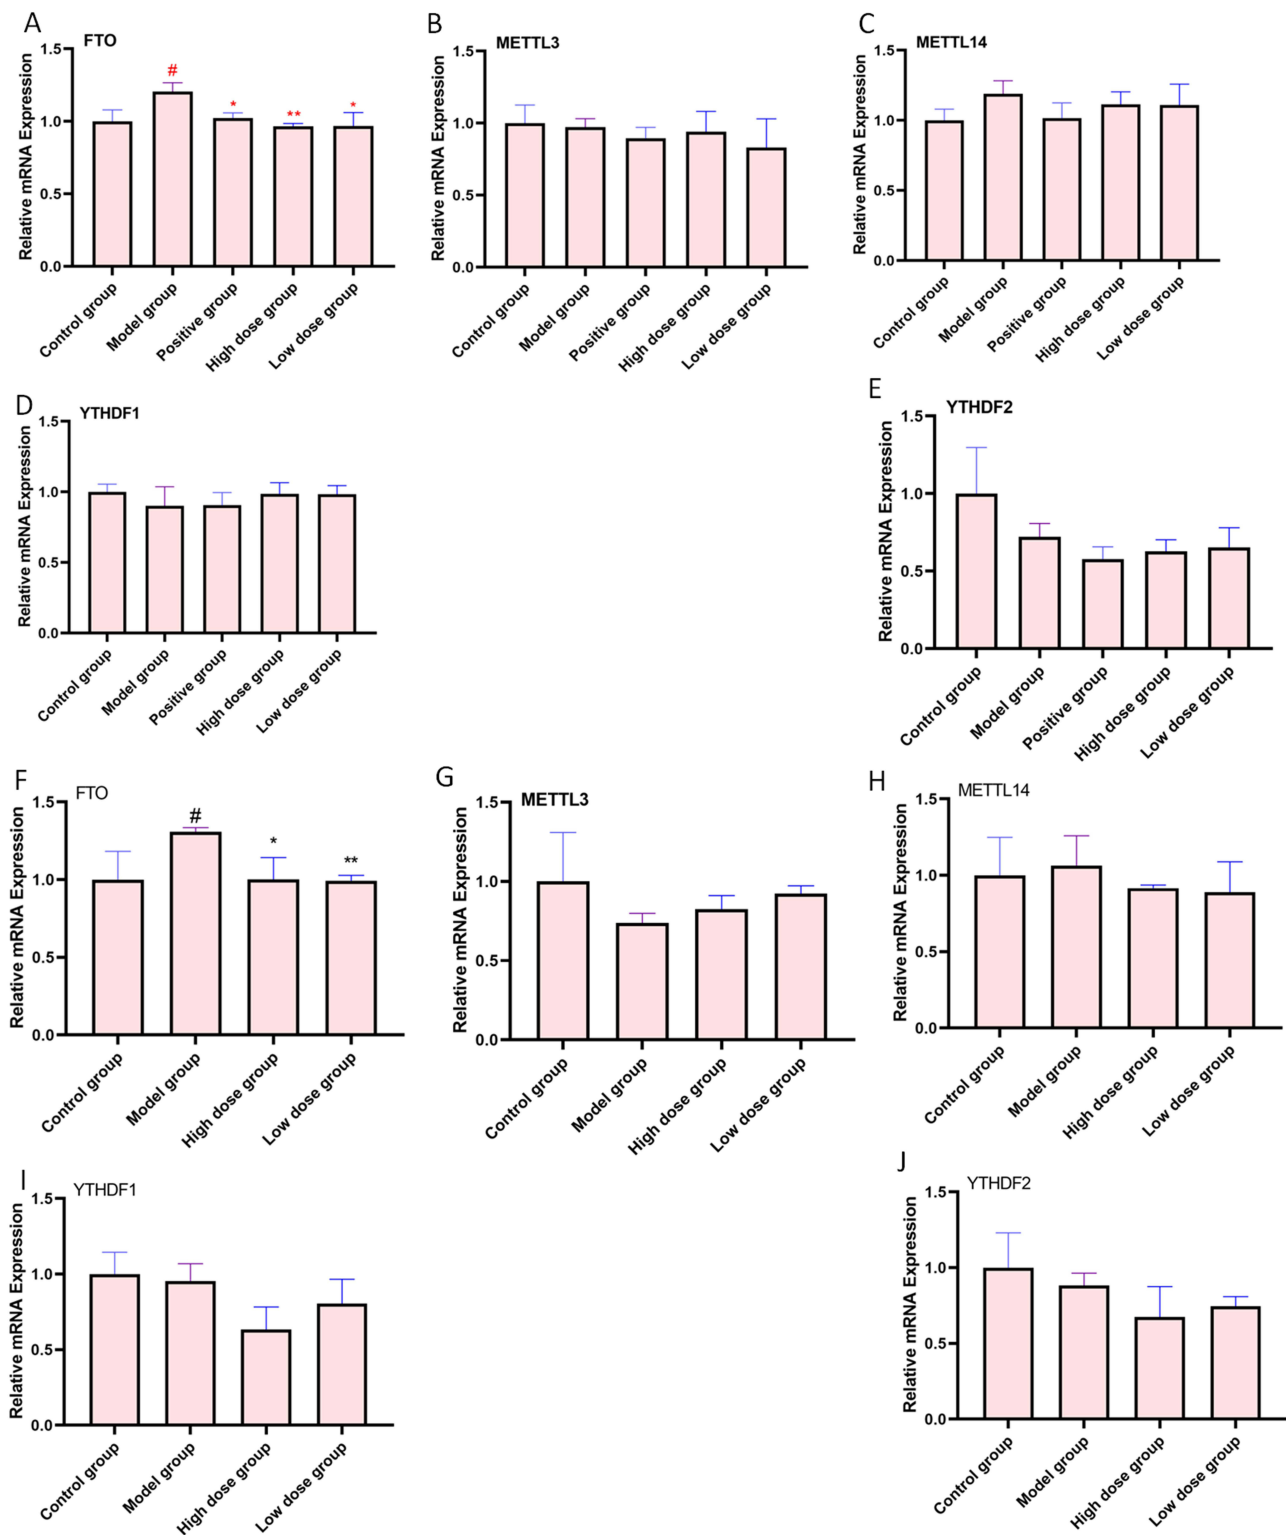 A
FTO
Relative mRNA Expression
1.5
1.0
0.5
0.0
#
*
**
*
Control group
Model group
Positive group
High dose group
Low dose group
B
METTL3
Relative mRNA Expression
1.5
1.0
0.5
0.0
Control group
Model group
Positive group
High dose group
Low dose group
C
METTL14
Relative mRNA Expression
1.5
1.0
0.5
0.0
Control group
Model group
Positive group
High dose group
Low dose group
D
YTHDF1
Relative mRNA Expression
1.5
1.0
0.5
0.0
Control group
Model group
Positive group
High dose group
Low dose group
E
YTHDF2
Relative mRNA Expression
1.5
1.0
0.5
0.0
Control group
Model group
Positive group
High dose group
Low dose group
F
FTO
Relative mRNA Expression
1.5
1.0
0.5
0.0
#
*
**
Control group
Model group
High dose group
Low dose group
G
METTL3
Relative mRNA Expression
1.5
1.0
0.5
0.0
Control group
Model group
High dose group
Low dose group
H
METTL14
Relative mRNA Expression
1.5
1.0
0.5
0.0
Control group
Model group
High dose group
Low dose group
I
YTHDF1
Relative mRNA Expression
1.5
1.0
0.5
0.0
Control group
Model group
High dose group
Low dose group
J
YTHDF2
Relative mRNA Expression
1.5
1.0
0.5
0.0
Control group
Model group
High dose group
Low dose group